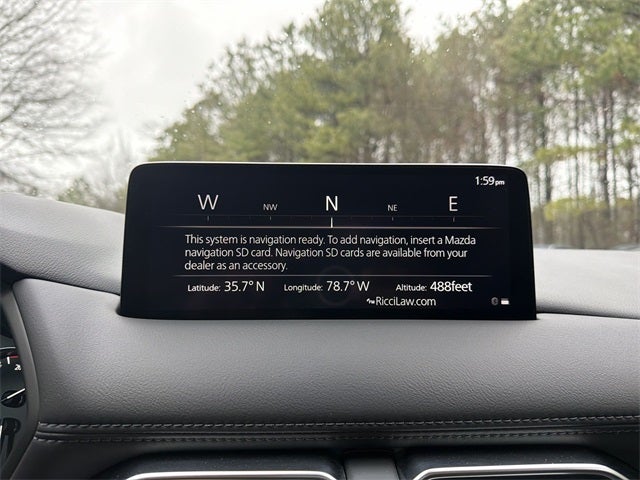 1:59pm
W NW N NE E
This system is navigation ready. To add navigation, insert a Mazda
navigation SD card. Navigation SD cards are available from your
dealer as an accessory.
Latitude: 35.7° N Longitude: 78.7° W Altitude: 488feet
RicciLaw.com